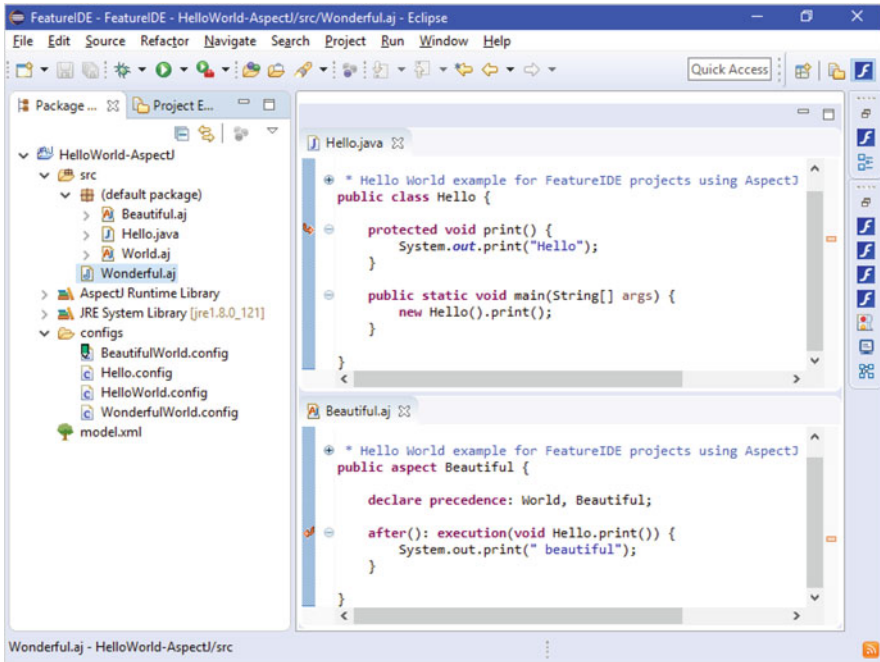 FeatureIDE - FeatureIDE - HelloWorld-AspectJ/src/Wonderful.aj - Eclipse
File Edit Source Refactor Navigate Search Project Run Window Help
Quick Access
Package ...
Project E...
HelloWorld-AspectJ
src
(default package)
Beautiful.aj
Hello.java
World.aj
Wonderful.aj
AspectJ Runtime Library
JRE System Library [jre1.8.0_121]
configs
BeautifulWorld.config
Hello.config
HelloWorld.config
WonderfulWorld.config
model.xml
Hello.java
* Hello World example for FeatureIDE projects using AspectJ
public class Hello {
protected void print() {
System.out.print("Hello");
}
public static void main(String[] args) {
new Hello().print();
}
}
Beautiful.aj
* Hello World example for FeatureIDE projects using AspectJ
public aspect Beautiful {
declare precedence: World, Beautiful;
after(): execution(void Hello.print()) {
System.out.print(" beautiful");
}
}
Wonderful.aj - HelloWorld-AspectJ/src